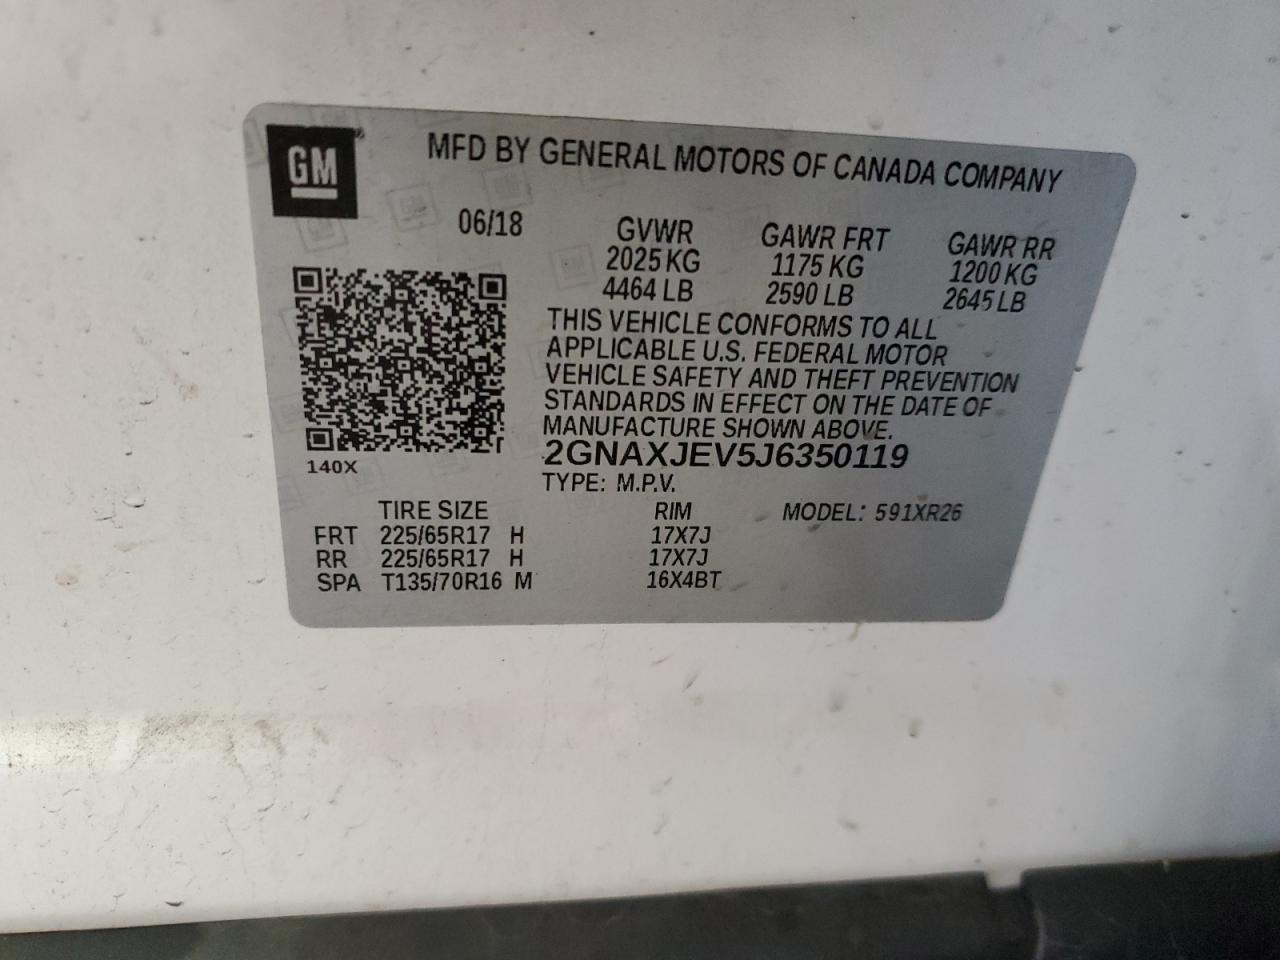 GM
MFD BY GENERAL MOTORS OF CANADA COMPANY
06/18 GVWR GAWR FRT GAWR RR
2025 KG 1175 KG 1200 KG
4464 LB 2590 LB 2645 LB
THIS VEHICLE CONFORMS TO ALL
APPLICABLE U.S. FEDERAL MOTOR
VEHICLE SAFETY AND THEFT PREVENTION
STANDARDS IN EFFECT ON THE DATE OF
MANUFACTURE SHOWN ABOVE.
140X
2GNAXJEV5J6350119
TYPE: M.P.V.
TIRE SIZE RIM MODEL: 591XR26
FRT 225/65R17 H 17X7J
RR 225/65R17 H 17X7J
SPA T135/70R16 M 16X4BT